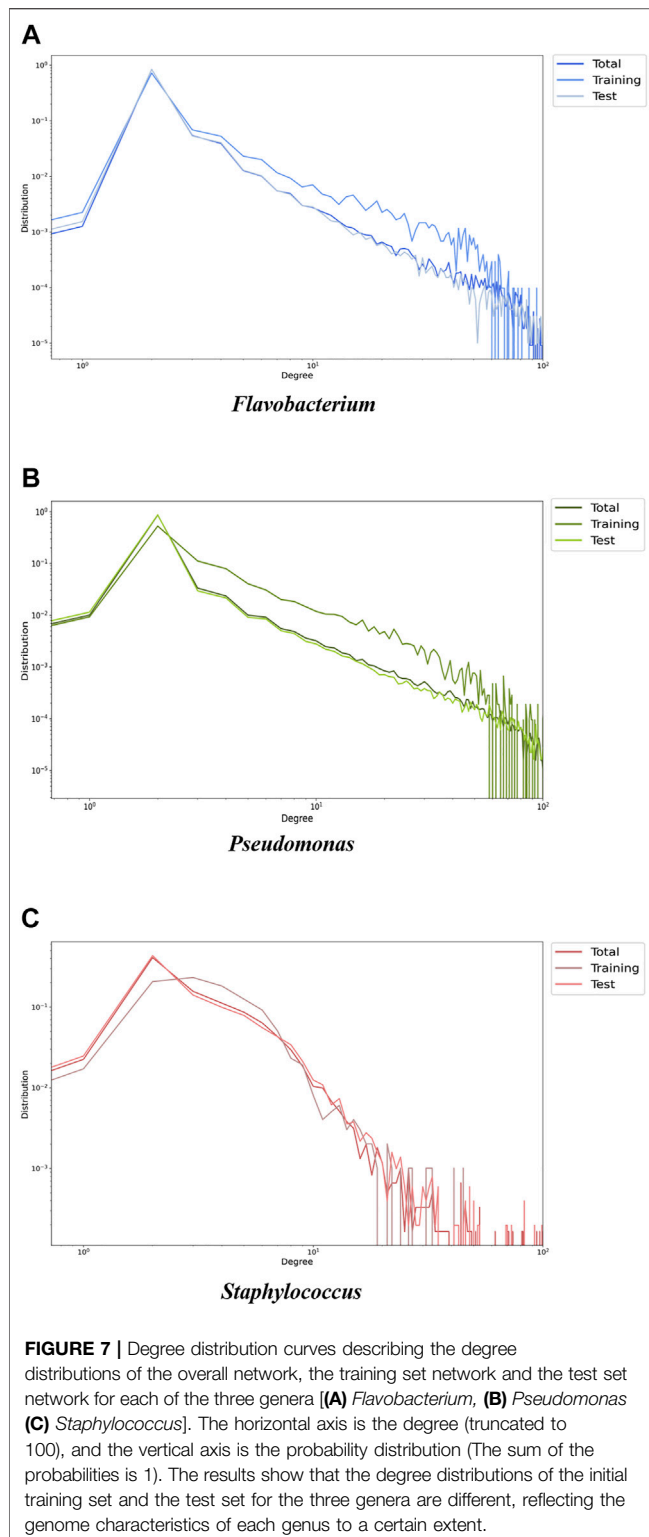 A
10⁰
10⁻¹
10⁻²
10⁻³
10⁻⁴
10⁻⁵
Distribution
10⁰
10¹
10²
Degree
Total
Training
Test
Flavobacterium
B
10⁰
10⁻¹
10⁻²
10⁻³
10⁻⁴
10⁻⁵
Distribution
10⁰
10¹
10²
Degree
Total
Training
Test
Pseudomonas
C
10⁻¹
10⁻²
10⁻³
Distribution
10⁰
10¹
10²
Degree
Total
Training
Test
Staphylococcus
FIGURE 7 | Degree distribution curves describing the degree
distributions of the overall network, the training set network and the test set
network for each of the three genera [(A) Flavobacterium, (B) Pseudomonas
(C) Staphylococcus]. The horizontal axis is the degree (truncated to
100), and the vertical axis is the probability distribution (The sum of the
probabilities is 1). The results show that the degree distributions of the initial
training set and the test set for the three genera are different, reflecting the
genome characteristics of each genus to a certain extent.